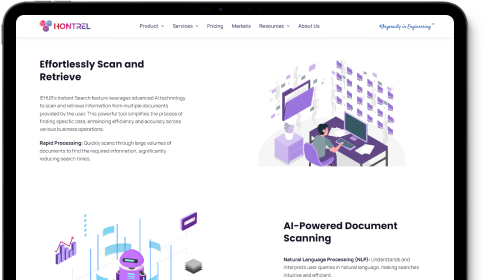 HONTREL
Product Services Pricing Markets Resources About Us
Ingenuity in Engineering™
Effortlessly Scan and
Retrieve
IEHUB's Instant Search feature leverages advanced AI technology
to scan and retrieve information from multiple documents
provided by the user. This powerful tool simplifies the process of
finding specific data, enhancing efficiency and accuracy across
various business operations.
Rapid Processing: Quickly scans through large volumes of
documents to find the required information, significantly
reducing search times.
AI-Powered Document
Scanning
Natural Language Processing (NLP): Understands and
interprets user queries in natural language, making searches
intuitive and efficient.